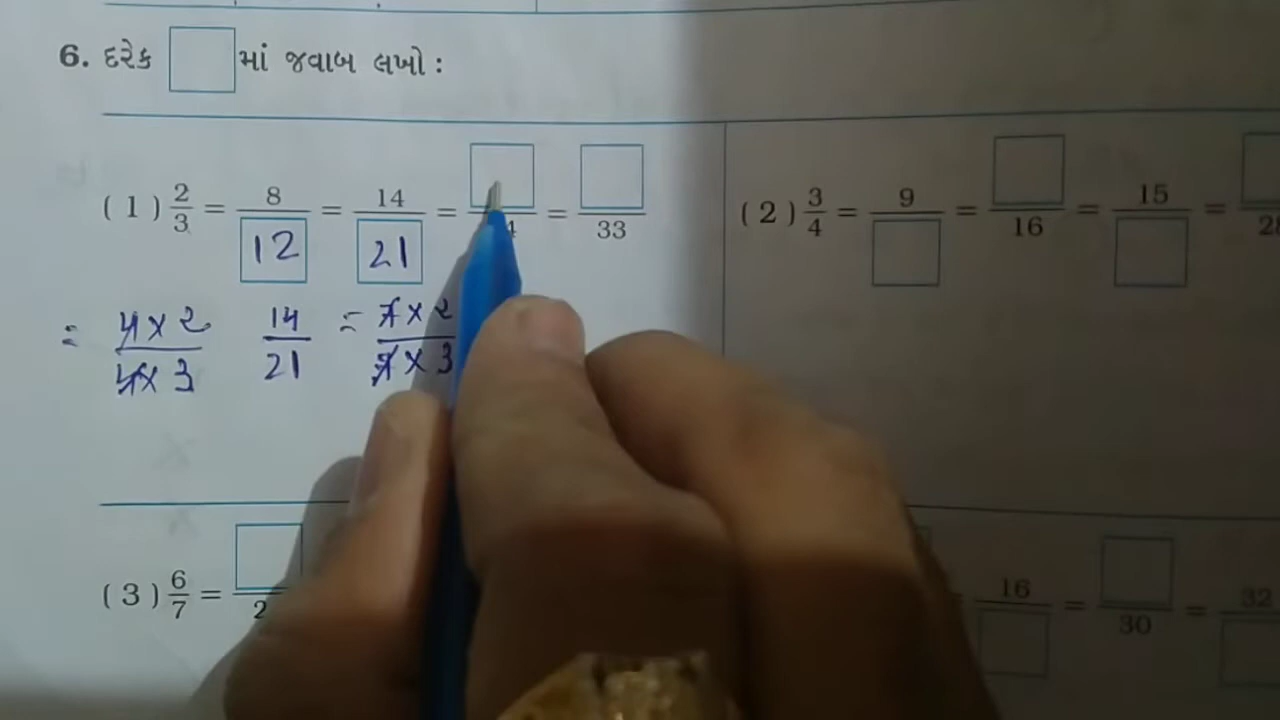 6. દરેક □ માં જવાબ લખો :
(1) 2/3 = 8/12 = 14/21 = □/ = □/33
= 4 x 2 / 4 x 3 14/21 = 7 x 2 / 7 x 3
(2) 3/4 = 9/□ = □/16 = 15/□ = □/
(3) 6/7 = □/
16/□ = □/30 = 32/□